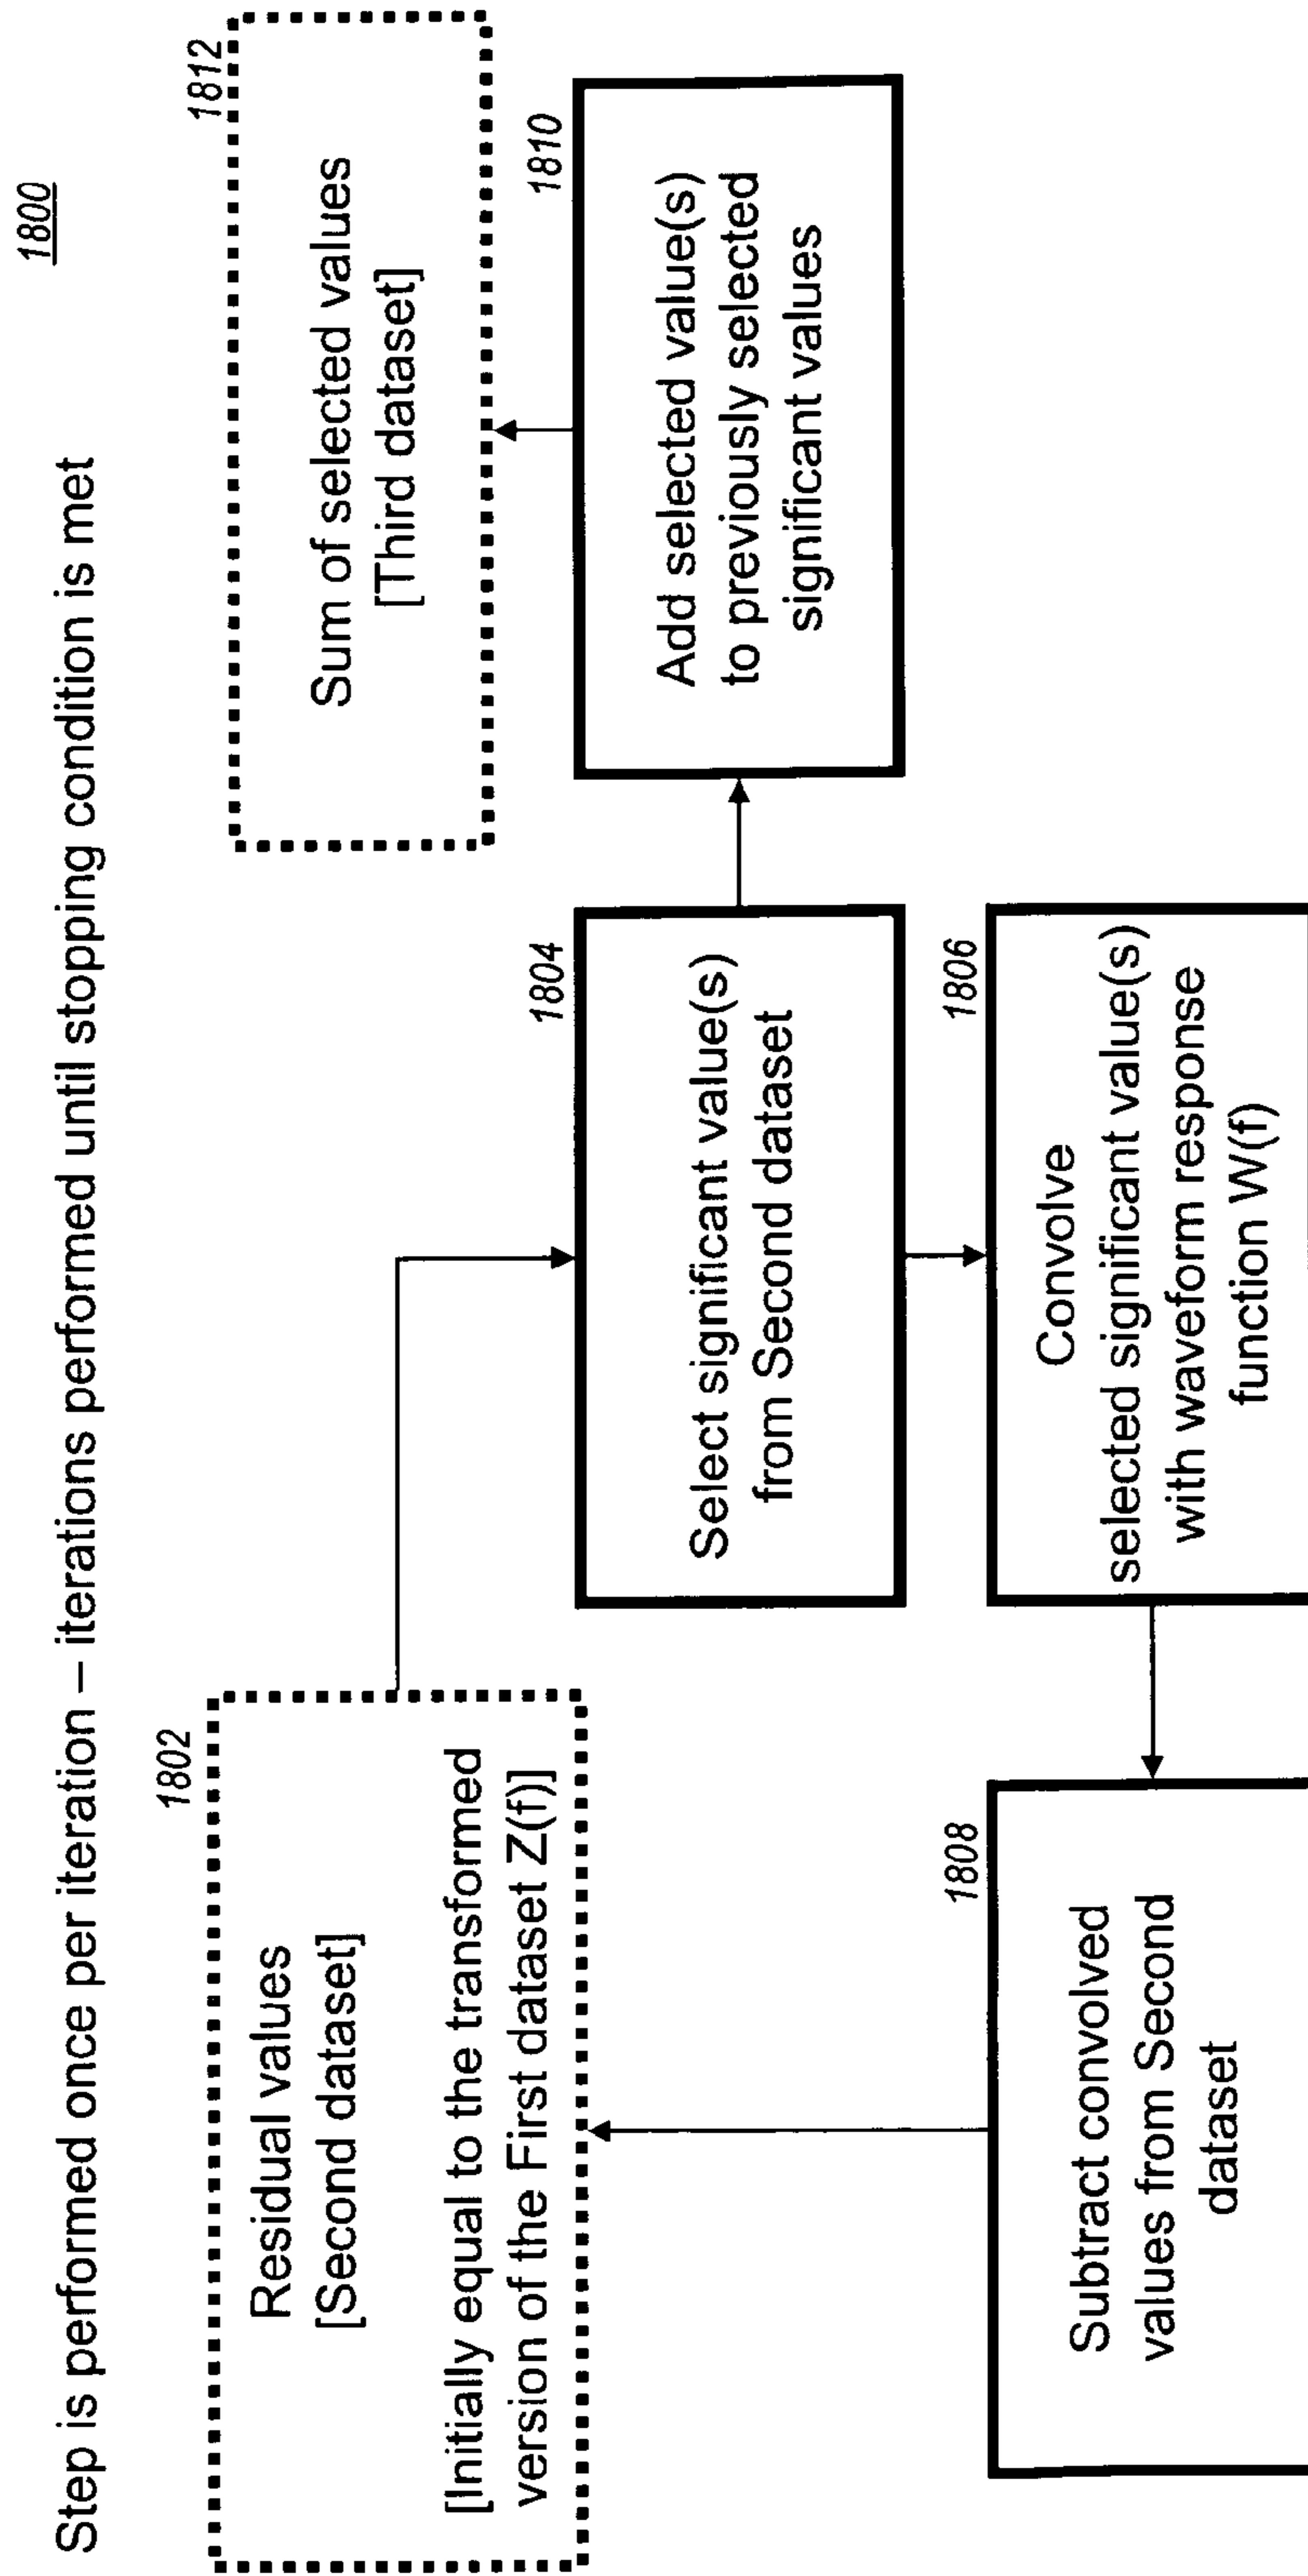 1800
Step is performed once per iteration – iterations performed until stopping condition is met
1802
Residual values
[Second dataset]
[Initially equal to the transformed
version of the First dataset Z(f)]
1812
Sum of selected values
[Third dataset]
1804
Select significant value(s)
from Second dataset
1810
Add selected value(s)
to previously selected
significant values
1808
Subtract convolved
values from Second
dataset
1806
Convolve
selected significant value(s)
with waveform response
function W(f)